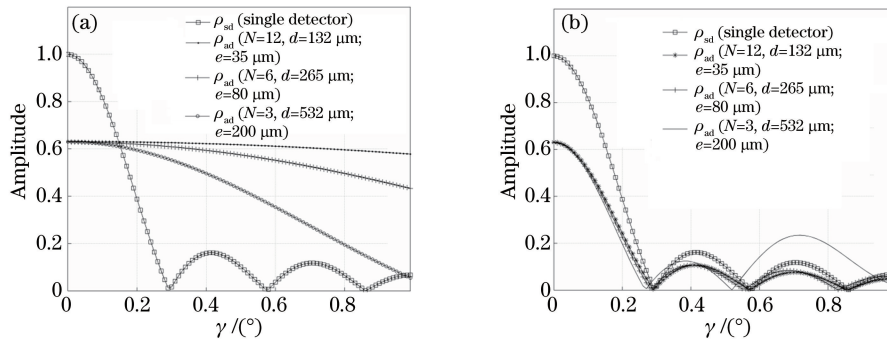 (a)
ρsd (single detector)
ρad (N=12, d=132 μm;
e=35 μm)
ρad (N=6, d=265 μm;
e=80 μm)
ρad (N=3, d=532 μm;
e=200 μm)
1.0
0.8
0.6
0.4
0.2
0
Amplitude
0
0.2
0.4
0.6
0.8
γ /(°)
(b)
ρsd (single detector)
ρad (N=12, d=132 μm;
e=35 μm)
ρad (N=6, d=265 μm;
e=80 μm)
ρad (N=3, d=532 μm;
e=200 μm)
1.0
0.8
0.6
0.4
0.2
0
Amplitude
0
0.2
0.4
0.6
0.8
γ /(°)